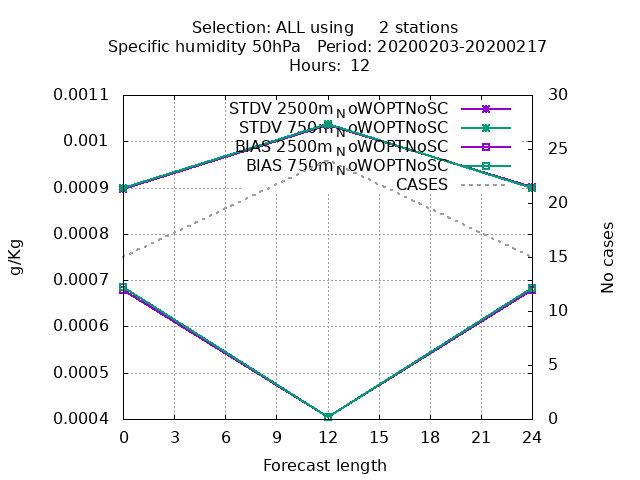 Selection: ALL using     2 stations
Specific humidity 50hPa   Period: 20200203-20200217
Hours: 12
0.0011
0.001
0.0009
0.0008
0.0007
0.0006
0.0005
0.0004
30
25
20
15
10
5
0
STDV 2500m_NoWOPTNoSC
STDV 750m_NoWOPTNoSC
BIAS 2500m_NoWOPTNoSC
BIAS 750m_NoWOPTNoSC
CASES
g/Kg
No cases
0 3 6 9 12 15 18 21 24
Forecast length